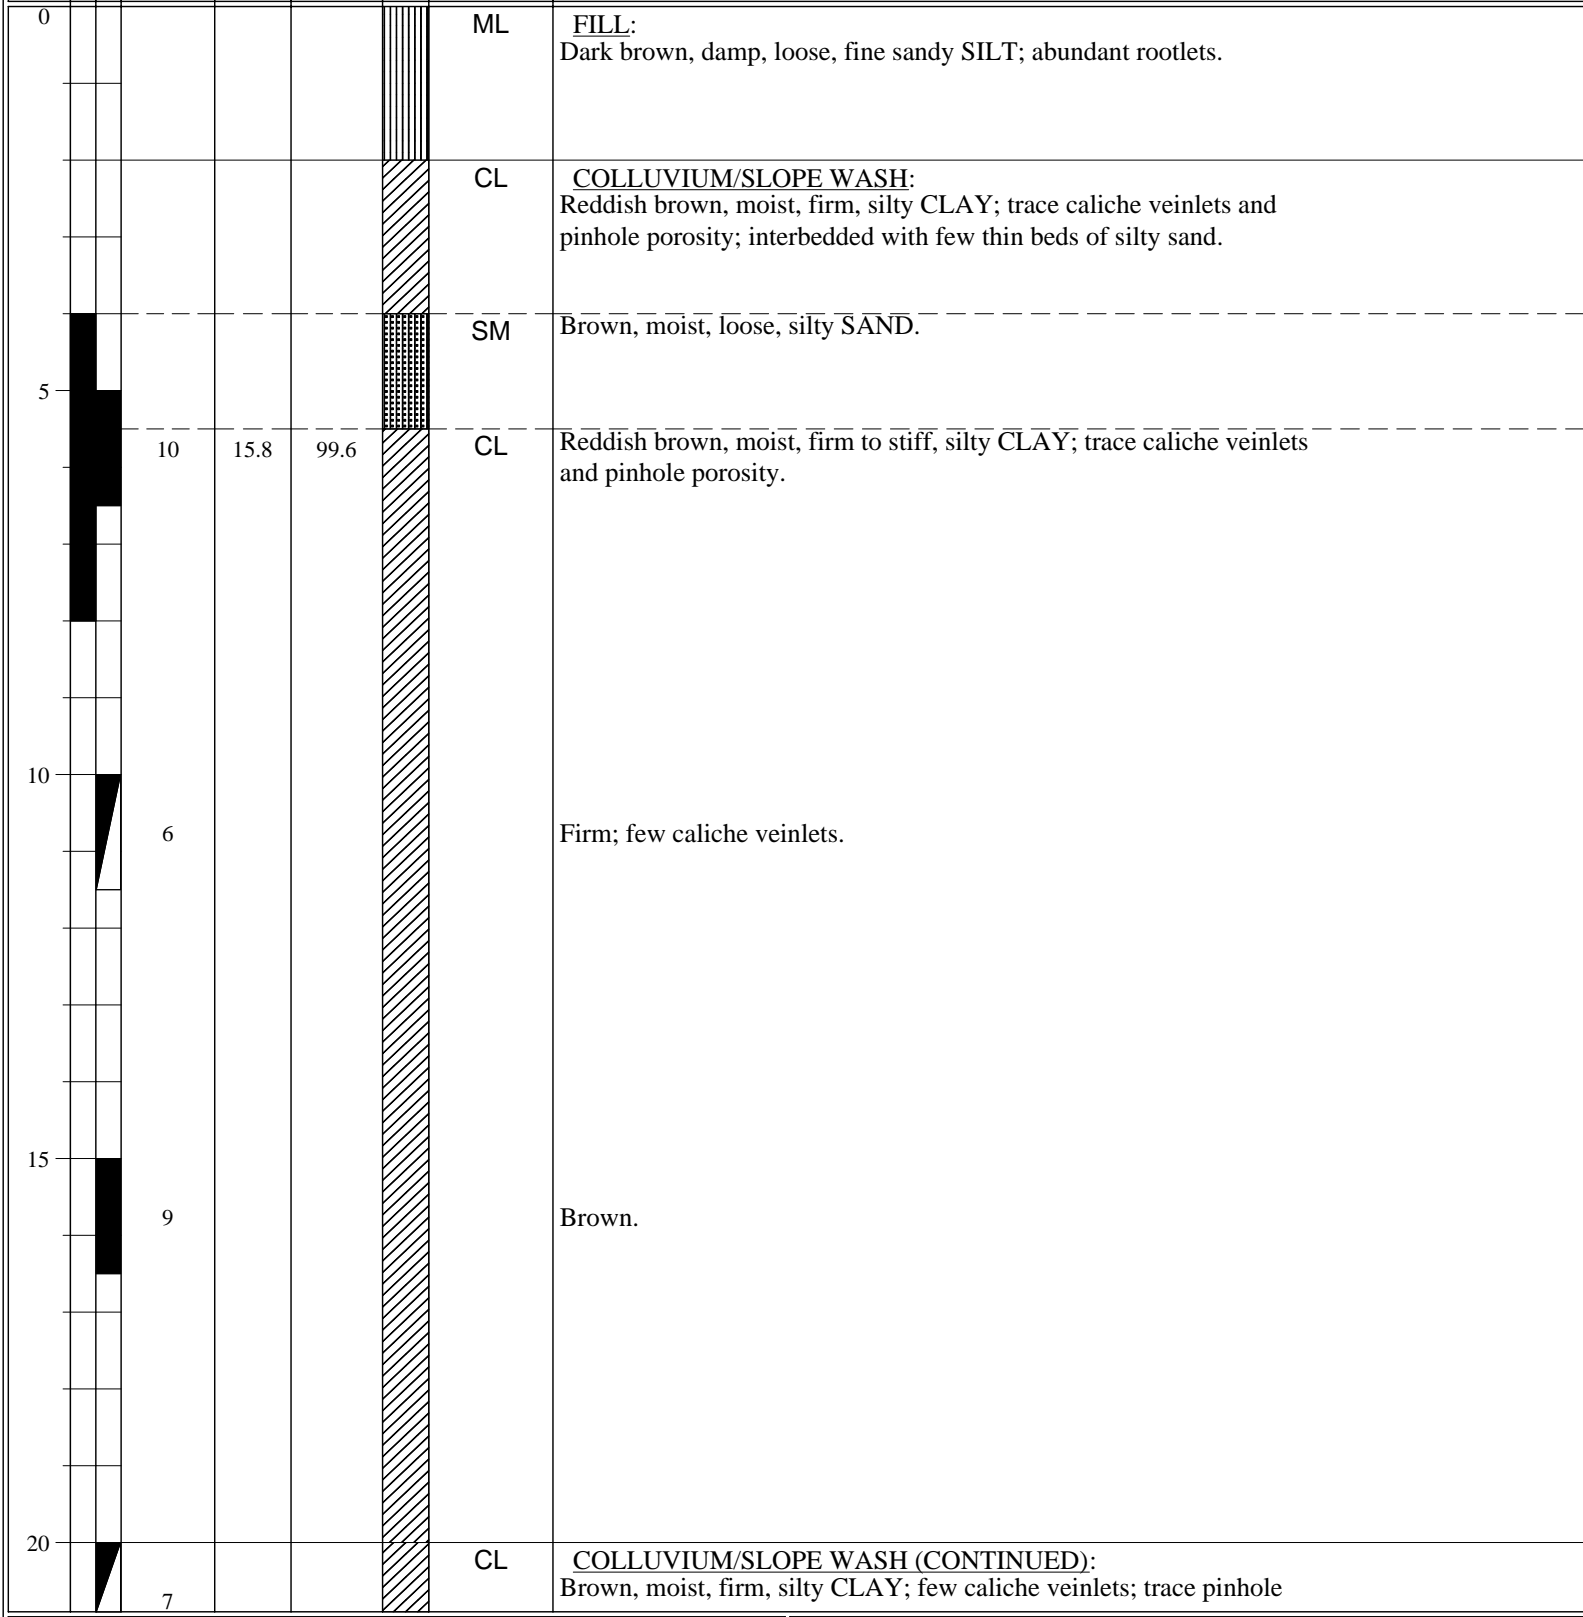 0
ML
FILL:
Dark brown, damp, loose, fine sandy SILT; abundant rootlets.
CL
COLLUVIUM/SLOPE WASH:
Reddish brown, moist, firm, silty CLAY; trace caliche veinlets and
pinhole porosity; interbedded with few thin beds of silty sand.
SM
Brown, moist, loose, silty SAND.
5
10 15.8 99.6
CL
Reddish brown, moist, firm to stiff, silty CLAY; trace caliche veinlets
and pinhole porosity.
10
6
Firm; few caliche veinlets.
15
9
Brown.
20
CL
COLLUVIUM/SLOPE WASH (CONTINUED):
Brown, moist, firm, silty CLAY; few caliche veinlets; trace pinhole
7